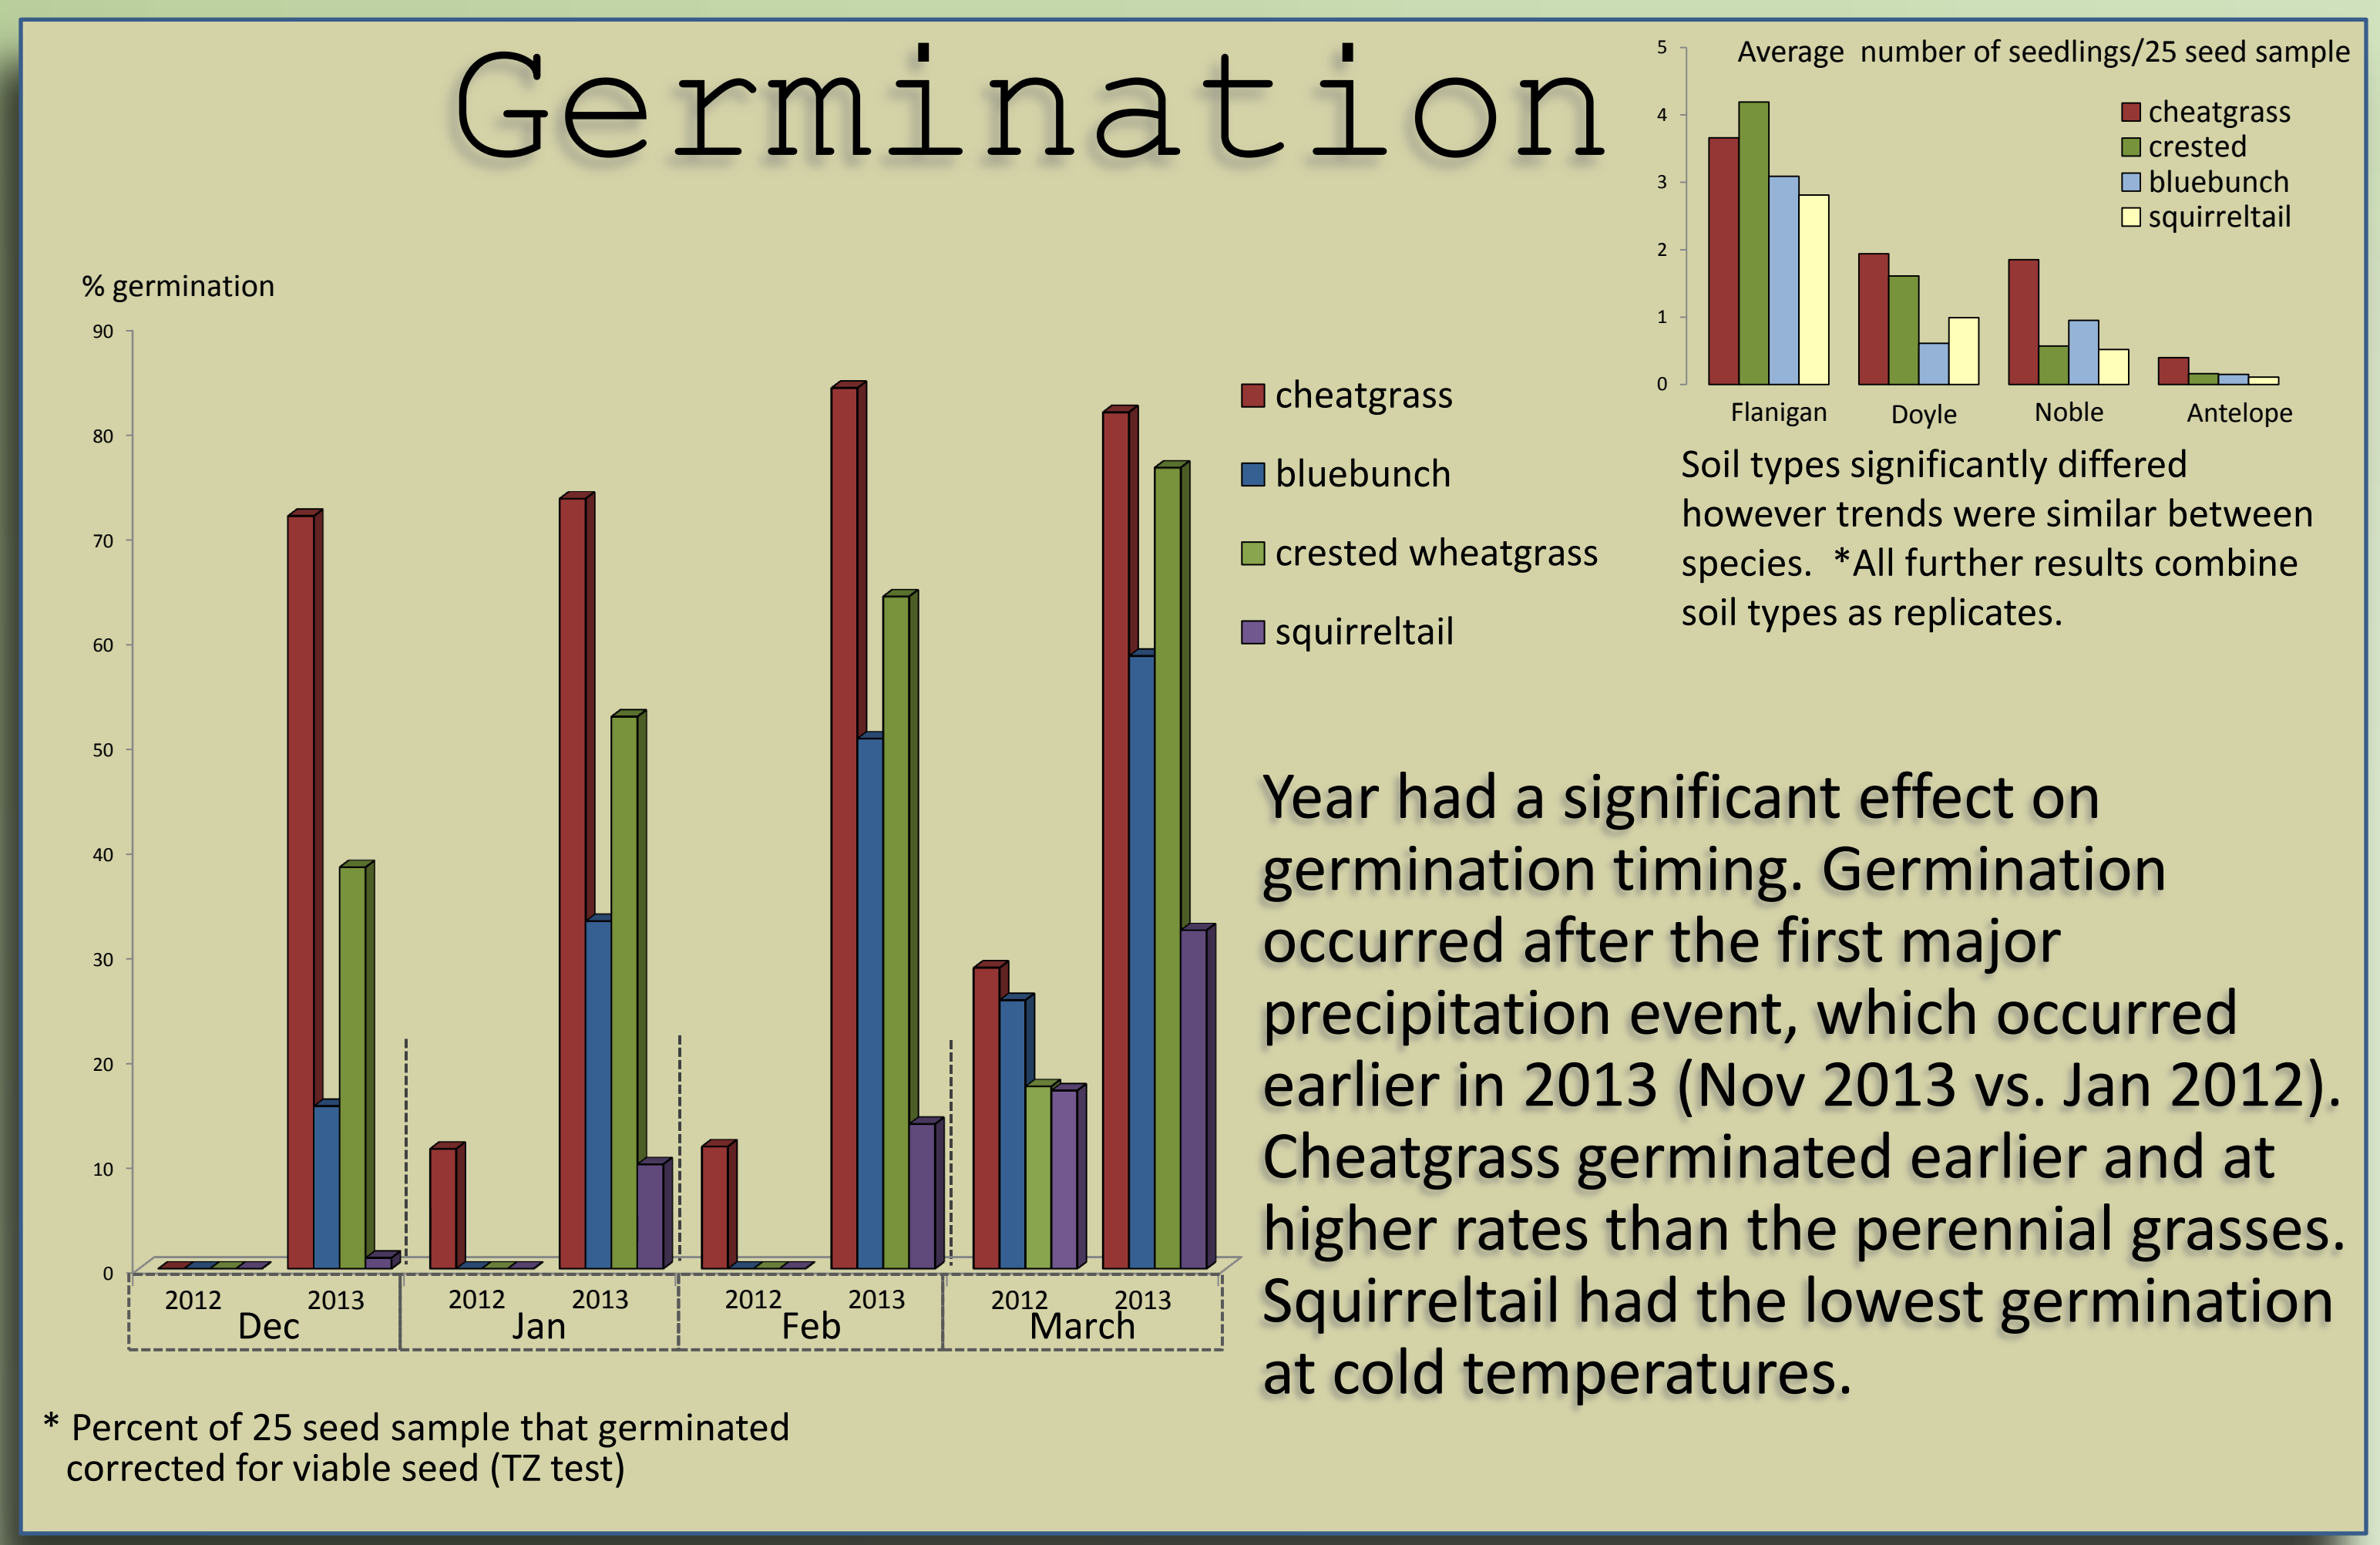 Germination
Average  number of seedlings/25 seed sample
5
4
3
2
1
0
cheatgrass
crested
bluebunch
squirreltail
Flanigan
Doyle
Noble
Antelope
Soil types significantly differed
however trends were similar between
species.  *All further results combine
soil types as replicates.
% germination
90
80
70
60
50
40
30
20
10
0
cheatgrass
bluebunch
crested wheatgrass
squirreltail
2012 2013 2012 2013 2012 2013 2012 2013
Dec Jan Feb March
* Percent of 25 seed sample that germinated
corrected for viable seed (TZ test)
Year had a significant effect on
germination timing. Germination
occurred after the first major
precipitation event, which occurred
earlier in 2013 (Nov 2013 vs. Jan 2012).
Cheatgrass germinated earlier and at
higher rates than the perennial grasses.
Squirreltail had the lowest germination
at cold temperatures.